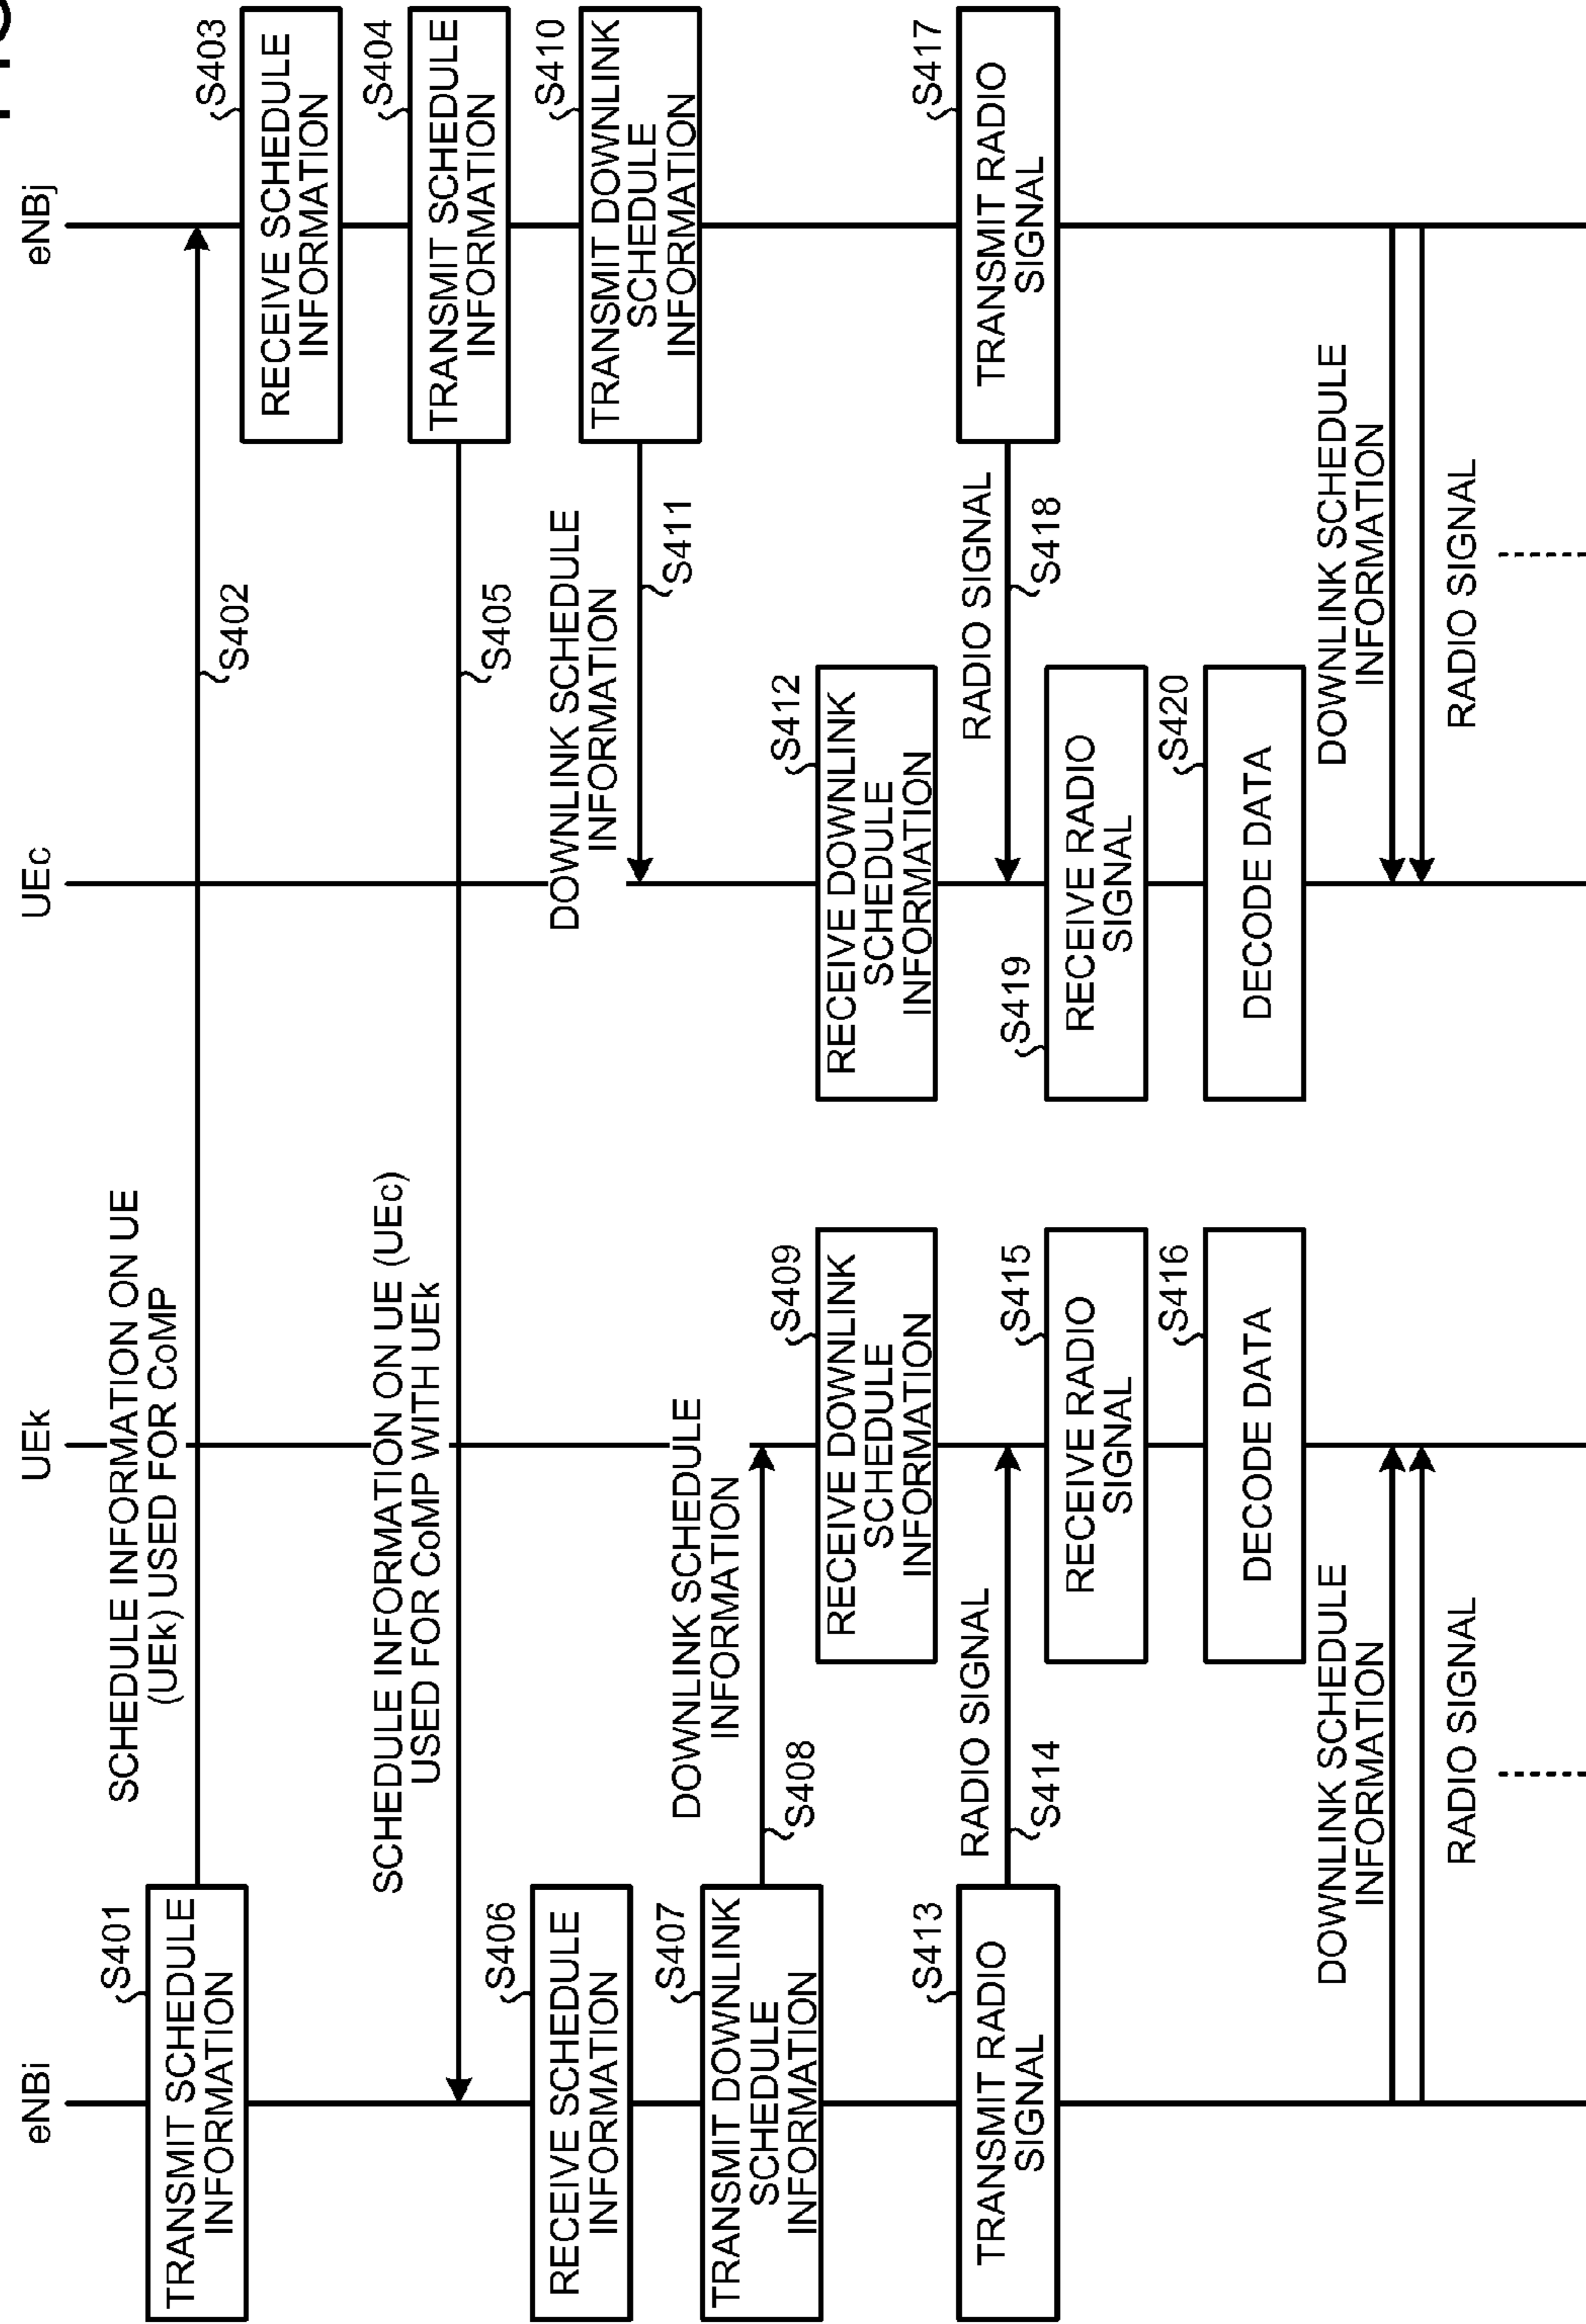 eNBi
UEk
UEc
eNBj
S401
TRANSMIT SCHEDULE
INFORMATION
SCHEDULE INFORMATION ON UE
(UEk) USED FOR CoMP
S402
S403
RECEIVE SCHEDULE
INFORMATION
S404
TRANSMIT SCHEDULE
INFORMATION
SCHEDULE INFORMATION ON UE (UEc)
USED FOR CoMP WITH UEk
S405
S406
RECEIVE SCHEDULE
INFORMATION
S407
TRANSMIT DOWNLINK
SCHEDULE
INFORMATION
DOWNLINK SCHEDULE
INFORMATION
S408
S409
RECEIVE DOWNLINK
SCHEDULE
INFORMATION
S410
TRANSMIT DOWNLINK
SCHEDULE
INFORMATION
DOWNLINK SCHEDULE
INFORMATION
S411
S412
RECEIVE DOWNLINK
SCHEDULE
INFORMATION
S413
TRANSMIT RADIO
SIGNAL
RADIO SIGNAL
S414
S415
RECEIVE RADIO
SIGNAL
S416
DECODE DATA
S417
TRANSMIT RADIO
SIGNAL
RADIO SIGNAL
S418
S419
RECEIVE RADIO
SIGNAL
S420
DECODE DATA
DOWNLINK SCHEDULE
INFORMATION
RADIO SIGNAL
DOWNLINK SCHEDULE
INFORMATION
RADIO SIGNAL